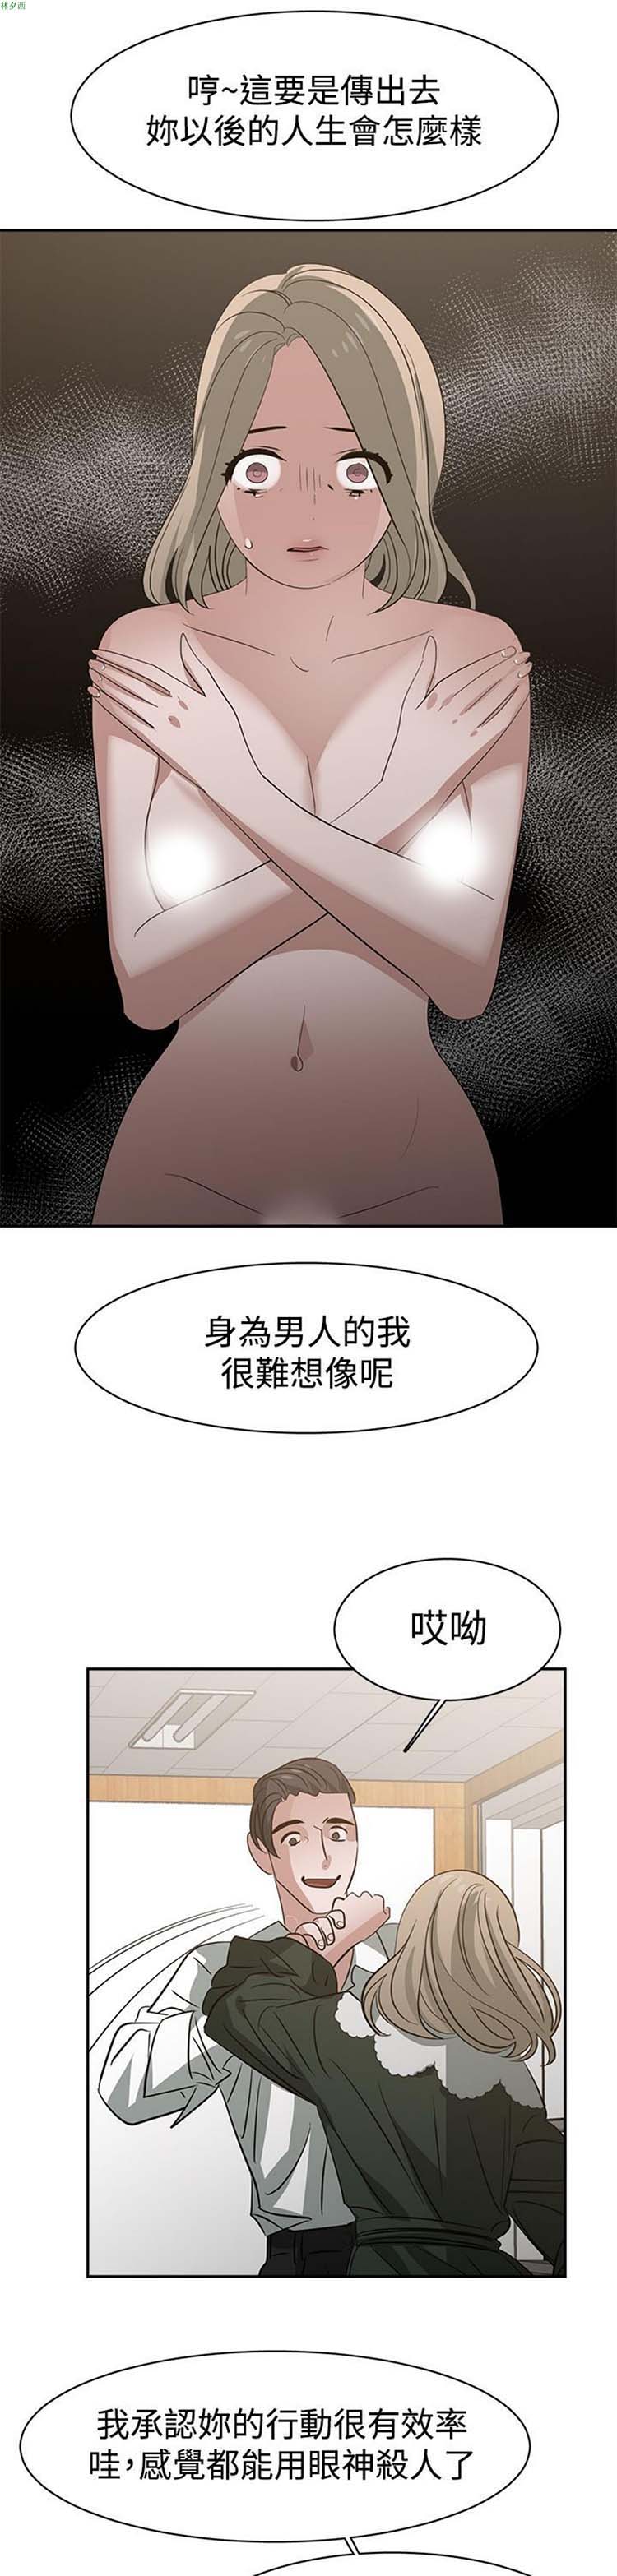 林夕西
哼~這要是傳出去
妳以後的人生會怎麼樣
身為男人的我
很難想像呢
哎呦
我承認妳的行動很有效率
哇,感覺都能用眼神殺人了